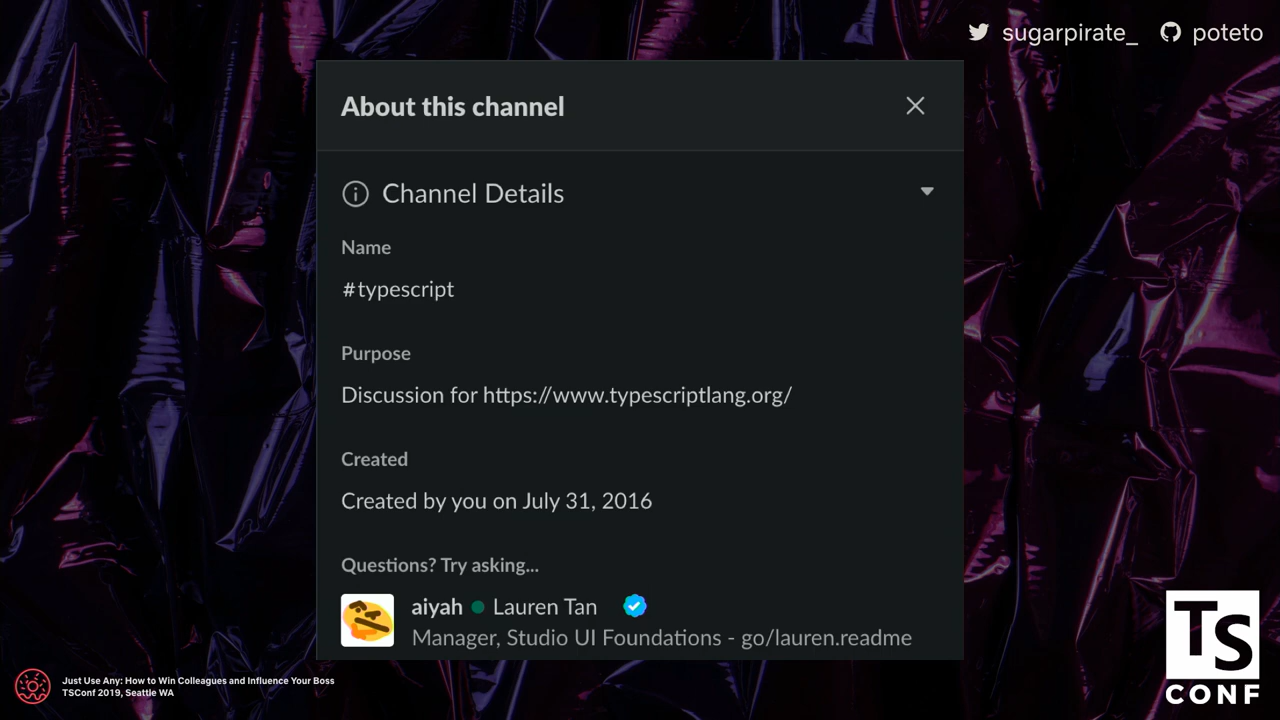 sugarpirate_ poteto
About this channel
Channel Details
Name
#typescript
Purpose
Discussion for https://www.typescriptlang.org/
Created
Created by you on July 31, 2016
Questions? Try asking...
aiyah Lauren Tan
Manager, Studio UI Foundations - go/lauren.readme
Just Use Any: How to Win Colleagues and Influence Your Boss
TSConf 2019, Seattle WA
TS
CONF